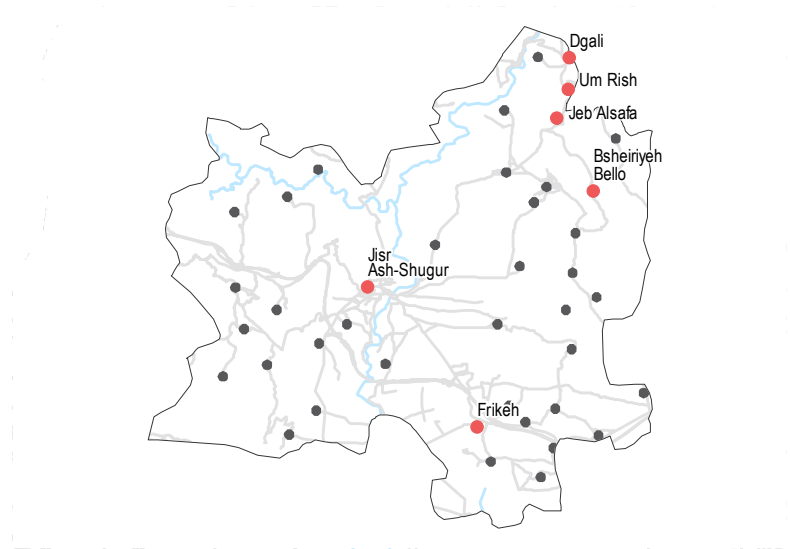 Dgali
Um Rish
Jeb Alsafa
Bsheiriyeh
Bello
Jisr
Ash-Shugur
Frikeh